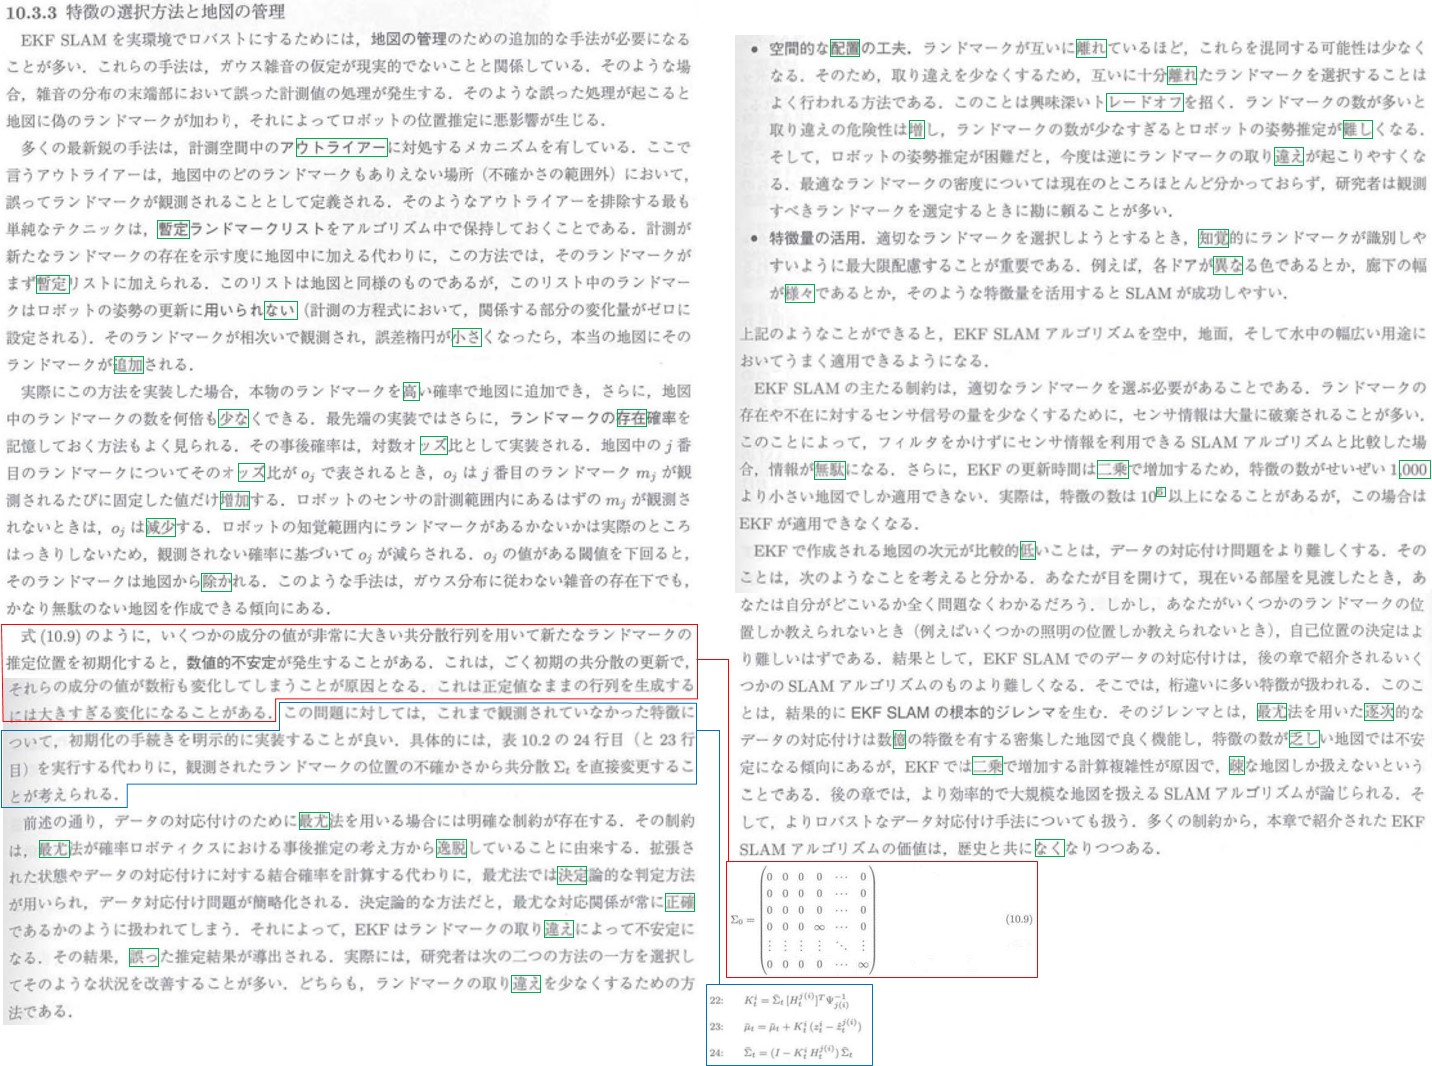 10.3.3 特徴の選択方法と地図の管理
EKF SLAM を実環境でロバストにするためには，地図の管理のための追加的な手法が必要になる
ことが多い．これらの手法は，ガウス雑音の仮定が現実的でないことと関係している．そのような場
合，雑音の分布の末端部において誤った計測値の処理が発生する．そのような誤った処理が起こると
地図に偽のランドマークが加わり，それによってロボットの位置推定に悪影響が生じる．
多くの最新鋭の手法は，計測空間中のアウトライアーに対処するメカニズムを有している．ここで
言うアウトライアーは，地図中のどのランドマークもありえない場所（不確かさの範囲外）において，
誤ってランドマークが観測されることとして定義される．そのようなアウトライアーを排除する最も
単純なテクニックは，暫定ランドマークリストをアルゴリズム中で保持しておくことである．計測が
新たなランドマークの存在を示す度に地図中に加える代わりに，この方法では，そのランドマークが
まず暫定リストに加えられる．このリストは地図と同様のものであるが，このリスト中のランドマー
クはロボットの姿勢の更新に用いられない（計測の方程式において，関係する部分の変化量がゼロに
設定される）．そのランドマークが相次いで観測され，誤差楕円が小さくなったら，本当の地図にその
ランドマークが追加される．
実際にこの方法を実装した場合，本物のランドマークを高い確率で地図に追加でき，さらに，地図
中のランドマークの数を何倍も少なくできる．最先端の実装ではさらに，ランドマークの存在確率を
記憶しておく方法もよく見られる．その事後確率は，対数オッズ比として実装される．地図中の j 番
目のランドマークについてそのオッズ比が oj で表されるとき，oj は j 番目のランドマーク mj が観
測されるたびに固定した値だけ増加する．ロボットのセンサの計測範囲内にあるはずの mj が観測さ
れないときは，oj は減少する．ロボットの知覚範囲内にランドマークがあるかないかは実際のところ
はっきりしないため，観測されない確率に基づいて oj が減らされる．oj の値がある閾値を下回ると，
そのランドマークは地図から除かれる．このような手法は，ガウス分布に従わない雑音の存在下でも，
かなり無駄のない地図を作成できる傾向にある．
式 (10.9) のように，いくつかの成分の値が非常に大きい共分散行列を用いて新たなランドマークの
推定位置を初期化すると，数値的不安定が発生することがある．これは，ごく初期の共分散の更新で，
それらの成分の値が数桁も変化してしまうことが原因となる．これは正定値なままの行列を生成する
には大きすぎる変化になることがある．この問題に対しては，これまで観測されていなかった特徴に
ついて，初期化の手続きを明示的に実装することが良い．具体的には，表 10.2 の 24 行目（と 23 行
目）を実行する代わりに，観測されたランドマークの位置の不確かさから共分散 Σt を直接変更するこ
とが考えられる．
前述の通り，データの対応付けのために最尤法を用いる場合には明確な制約が存在する．その制約
は，最尤法が確率ロボティクスにおける事後推定の考え方から逸脱していることに由来する．拡張さ
れた状態やデータの対応付けに対する結合確率を計算する代わりに，最尤法では決定論的な判定方法
が用いられ，データ対応付け問題が簡略化される．決定論的な方法だと，最尤な対応関係が常に正確
であるかのように扱われてしまう．それによって，EKF はランドマークの取り違えによって不安定に
なる．その結果，誤った推定結果が導出される．実際には，研究者は次の二つの方法の一方を選択し
てそのような状況を改善することが多い．どちらも，ランドマークの取り違えを少なくするための方
法である．
• 空間的な配置の工夫．ランドマークが互いに離れているほど，これらを混同する可能性は少なく
なる．そのため，取り違えを少なくするため，互いに十分離れたランドマークを選択することは
よく行われる方法である．このことは興味深いトレードオフを招く．ランドマークの数が多いと
取り違えの危険性は増し，ランドマークの数が少なすぎるとロボットの姿勢推定が難しくなる．
そして，ロボットの姿勢推定が困難だと，今度は逆にランドマークの取り違えが起こりやすくな
る．最適なランドマークの密度については現在のところほとんど分かっておらず，研究者は観測
すべきランドマークを選定するときに勘に頼ることが多い．
• 特徴量の活用．適切なランドマークを選択しようとするとき，知覚的にランドマークが識別しや
すいように最大限配慮することが重要である．例えば，各ドアが異なる色であるとか，廊下の幅
が様々であるとか，そのような特徴量を活用すると SLAM が成功しやすい．
上記のようなことができると，EKF SLAM アルゴリズムを空中，地面，そして水中の幅広い用途に
おいてうまく適用できるようになる．
EKF SLAM の主たる制約は，適切なランドマークを選ぶ必要があることである．ランドマークの
存在や不在に対するセンサ信号の量を少なくするために，センサ情報は大量に破棄されることが多い．
このことによって，フィルタをかけずにセンサ情報を利用できる SLAM アルゴリズムと比較した場
合，情報が無駄になる．さらに，EKF の更新時間は二乗で増加するため，特徴の数がせいぜい 1,000
より小さい地図でしか適用できない．実際は，特徴の数は 10 以上になることがあるが，この場合は
EKF が適用できなくなる．
EKF で作成される地図の次元が比較的低いことは，データの対応付け問題をより難しくする．その
ことは，次のようなことを考えると分かる．あなたが目を開けて，現在いる部屋を見渡したとき，あ
なたは自分がどこいるか全く問題なくわかるだろう．しかし，あなたがいくつかのランドマークの位
置しか教えられないとき（例えばいくつかの照明の位置しか教えられないとき），自己位置の決定はよ
り難しいはずである．結果として，EKF SLAM でのデータの対応付けは，後の章で紹介されるいく
つかの SLAM アルゴリズムのものより難しくなる．そこでは，桁違いに多い特徴が扱われる．このこ
とは，結果的に EKF SLAM の根本的ジレンマを生む．そのジレンマとは，最尤法を用いた逐次的な
データの対応付けは数億の特徴を有する密集した地図で良く機能し，特徴の数が乏しい地図では不安
定になる傾向にあるが，EKF では二乗で増加する計算複雑性が原因で，疎な地図しか扱えないという
ことである．後の章では，より効率的で大規模な地図を扱える SLAM アルゴリズムが論じられる．そ
して，よりロバストなデータ対応付け手法についても扱う．多くの制約から，本章で紹介された EKF
SLAM アルゴリズムの価値は，歴史と共になくなりつつある．
Σ0 = (10.9)
0 0 0 0 ⋯ 0
0 0 0 0 ⋯ 0
0 0 0 0 ⋯ 0
0 0 0 ∞ ⋯ 0
⋮ ⋮ ⋮ ⋮ ⋱ ⋮
0 0 0 0 ⋯ ∞
22: K_t^i = Σ̄_t [H_t^{j(i)}]^T Ψ_{j(i)}^{-1}
23: μ̄_t = μ̄_t + K_t^i (z_t^i − ẑ_t^{j(i)})
24: Σ̄_t = (I − K_t^i H_t^{j(i)}) Σ̄_t